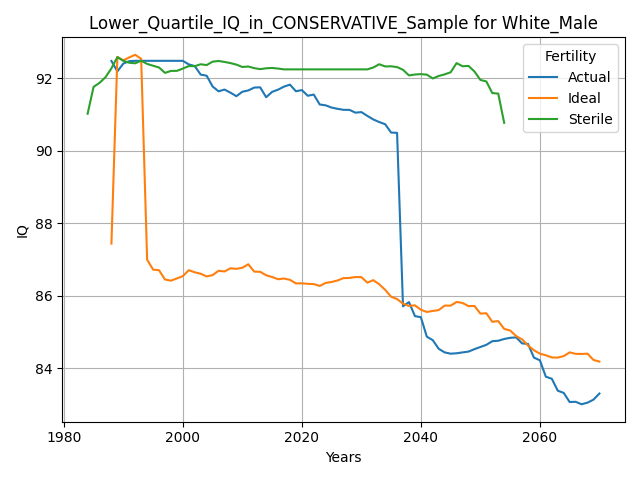 Lower_Quartile_IQ_in_CONSERVATIVE_Sample for White_Male
Fertility
Actual
Ideal
Sterile
IQ
92
90
88
86
84
1980
2000
2020
2040
2060
Years